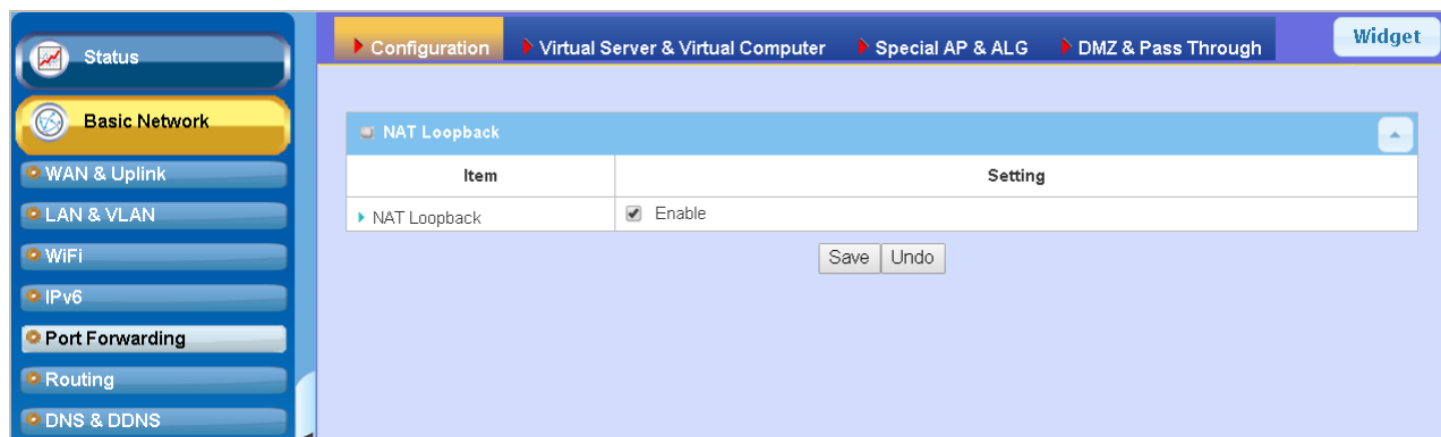 Status
Basic Network
WAN & Uplink
LAN & VLAN
WiFi
IPv6
Port Forwarding
Routing
DNS & DDNS
Configuration
Virtual Server & Virtual Computer
Special AP & ALG
DMZ & Pass Through
Widget
NAT Loopback
Item Setting
NAT Loopback Enable
Save Undo